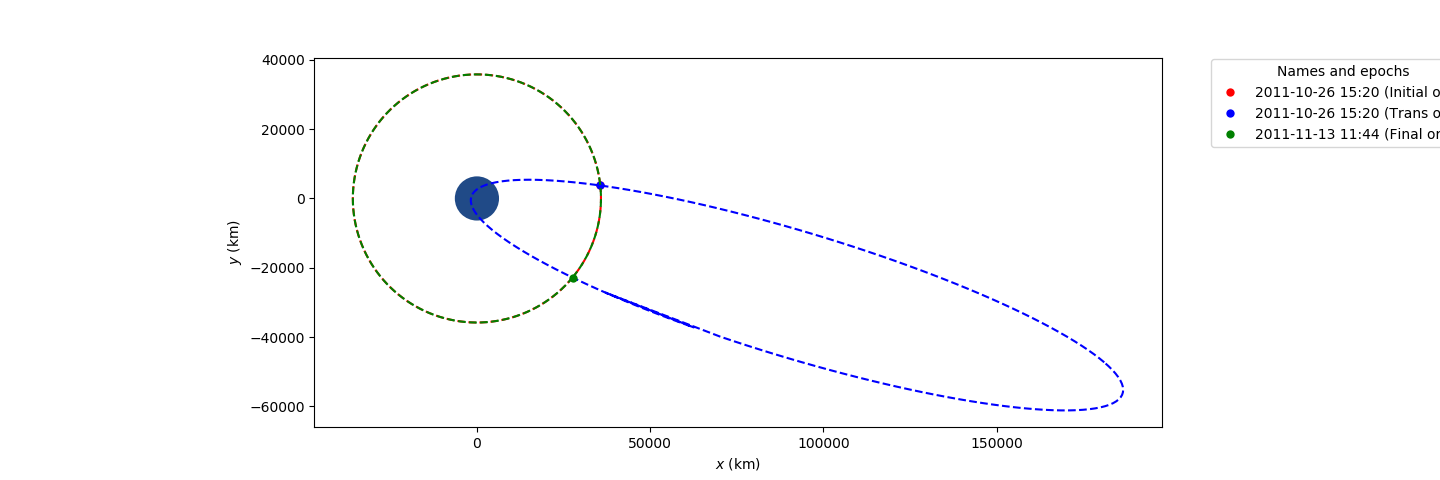 40000
20000
0
−20000
−40000
−60000
y (km)
0
50000
100000
150000
x (km)
Names and epochs
2011-10-26 15:20 (Initial o
2011-10-26 15:20 (Trans o
2011-11-13 11:44 (Final or